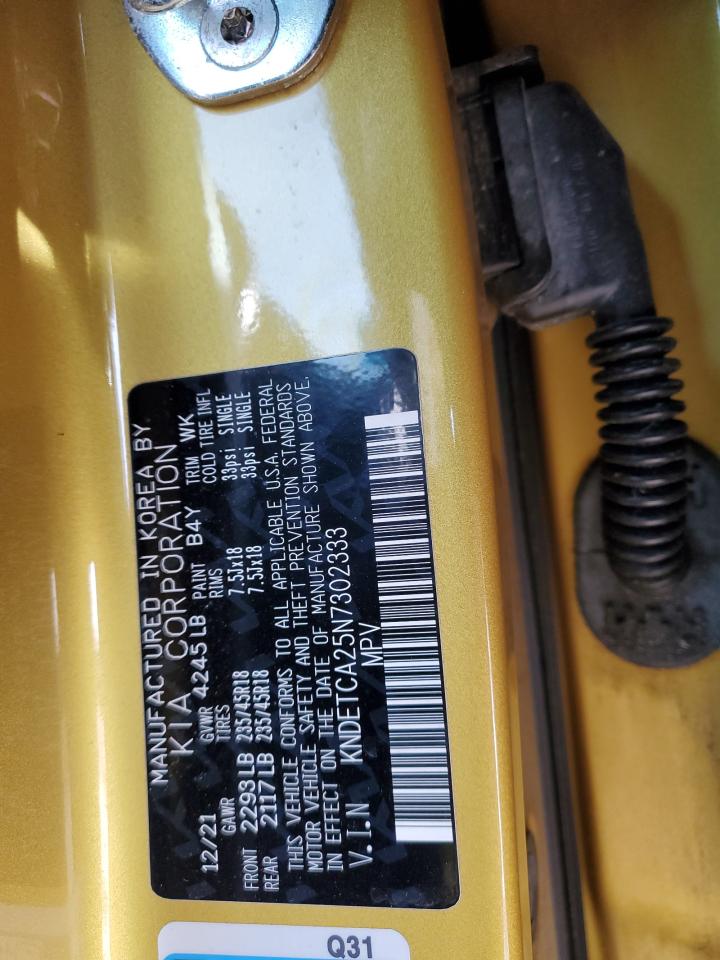 MANUFACTURED IN KOREA BY
KIA CORPORATION
12/21 GVWR 4245LB PAINT B4Y TRIM WK
GAWR TIRES RIMS COLD TIRE INFL
FRONT 2293LB 235/45R18 7.5Jx18 33psi SINGLE
REAR 2117LB 235/45R18 7.5Jx18 33psi SINGLE
THIS VEHICLE CONFORMS TO ALL APPLICABLE U.S.A. FEDERAL
MOTOR VEHICLE SAFETY AND THEFT PREVENTION STANDARDS
IN EFFECT ON THE DATE OF MANUFACTURE SHOWN ABOVE.
V.I.N KNDETCA25N7302333
MPV
Q31